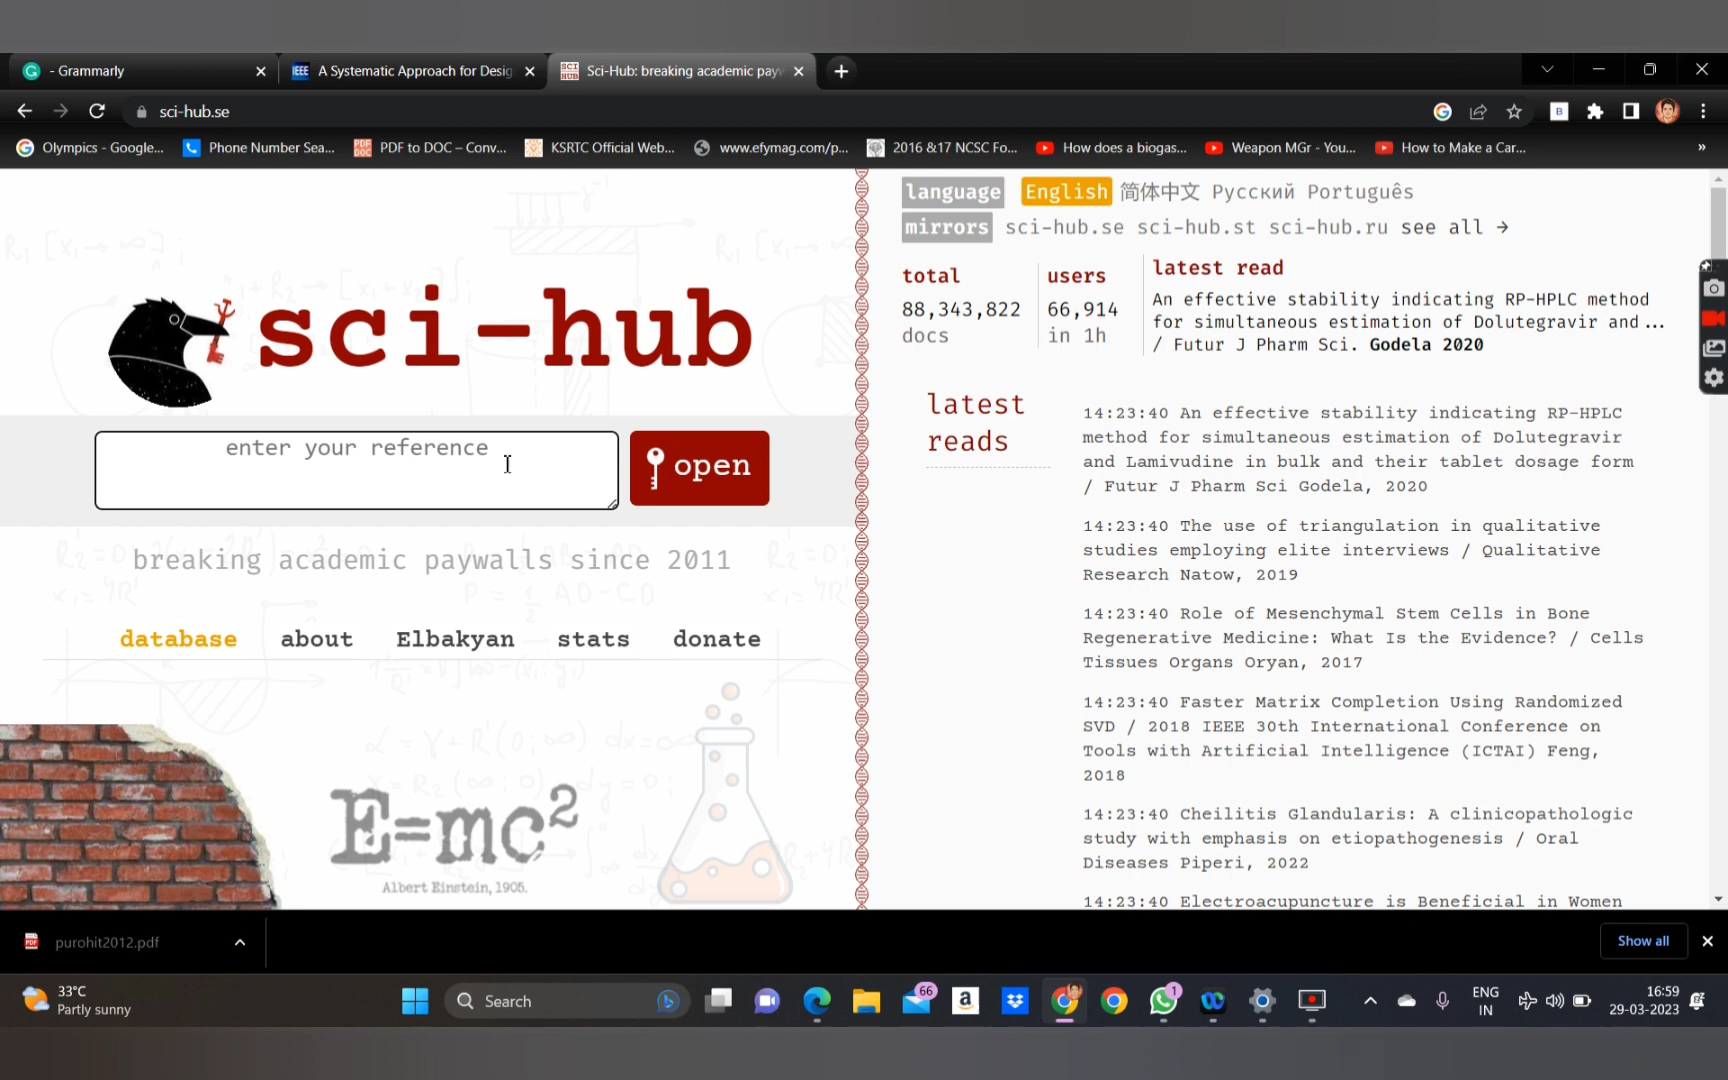 - Grammarly
A Systematic Approach for Desig
Sci-Hub: breaking academic payw
sci-hub.se
Olympics - Google...
Phone Number Sea...
PDF to DOC – Conv...
KSRTC Official Web...
www.efymag.com/p...
2016 &17 NCSC Fo...
How does a biogas...
Weapon MGr - You...
How to Make a Car...
»
language English 简体中文 Русский Português
mirrors sci-hub.se sci-hub.st sci-hub.ru see all →
total
88,343,822
docs
users
66,914
in 1h
latest read
An effective stability indicating RP-HPLC method
for simultaneous estimation of Dolutegravir and...
/ Futur J Pharm Sci. Godela 2020
sci-hub
enter your reference
open
breaking academic paywalls since 2011
database about Elbakyan stats donate
E=mc²
Albert Einstein, 1905.
latest
reads
14:23:40 An effective stability indicating RP-HPLC
method for simultaneous estimation of Dolutegravir
and Lamivudine in bulk and their tablet dosage form
/ Futur J Pharm Sci Godela, 2020
14:23:40 The use of triangulation in qualitative
studies employing elite interviews / Qualitative
Research Natow, 2019
14:23:40 Role of Mesenchymal Stem Cells in Bone
Regenerative Medicine: What Is the Evidence? / Cells
Tissues Organs Oryan, 2017
14:23:40 Faster Matrix Completion Using Randomized
SVD / 2018 IEEE 30th International Conference on
Tools with Artificial Intelligence (ICTAI) Feng,
2018
14:23:40 Cheilitis Glandularis: A clinicopathologic
study with emphasis on etiopathogenesis / Oral
Diseases Piperi, 2022
14:23:40 Electroacupuncture is Beneficial in Women
purohit2012.pdf
Show all
33°C
Partly sunny
Search
66
1
ENG
IN
16:59
29-03-2023